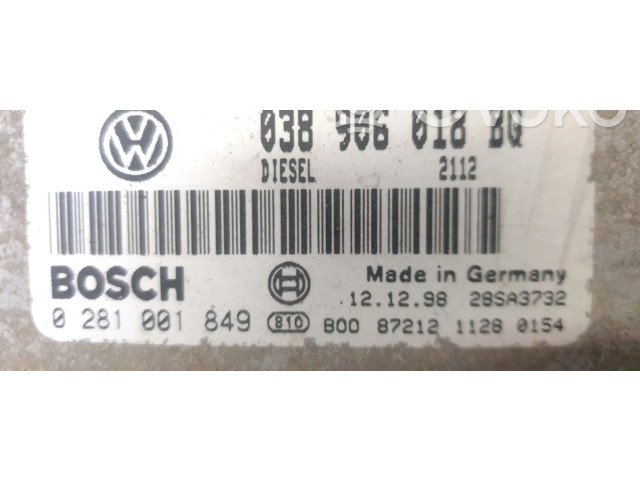 038 906 018 BQ
DIESEL 2112
BOSCH
Made in Germany
12.12.98 28SA3732
0 281 001 849 810 B00 87212 1128 0154